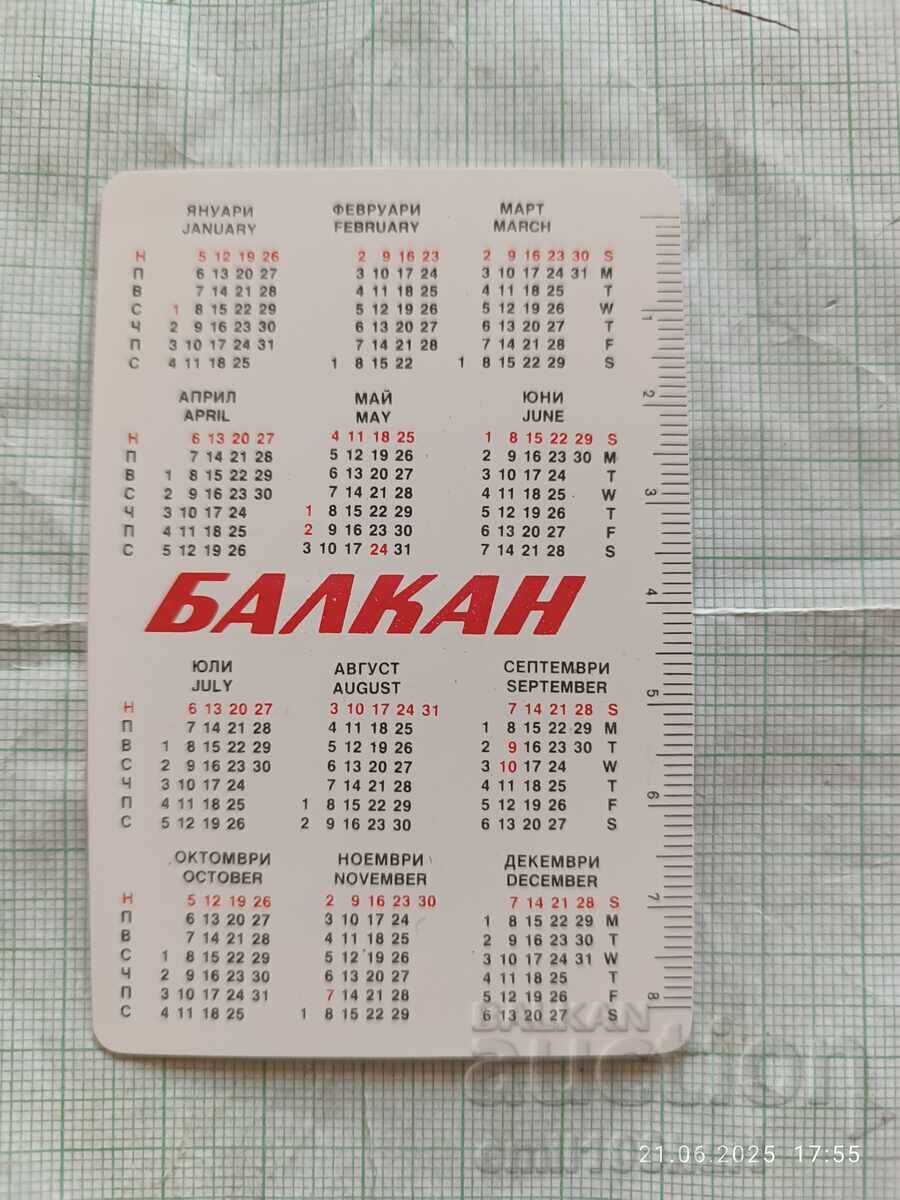 ЯНУАРИ ФЕВРУАРИ МАРТ
JANUARY FEBRUARY MARCH
Н 5 12 19 26 2 9 16 23 2 9 16 23 30 S
П 6 13 20 27 3 10 17 24 3 10 17 24 31 M
В 7 14 21 28 4 11 18 25 4 11 18 25 T
С 1 8 15 22 29 5 12 19 26 5 12 19 26 W
Ч 2 9 16 23 30 6 13 20 27 6 13 20 27 T
П 3 10 17 24 31 7 14 21 28 7 14 21 28 F
С 4 11 18 25 1 8 15 22 1 8 15 22 29 S
АПРИЛ МАЙ ЮНИ
APRIL MAY JUNE
Н 6 13 20 27 4 11 18 25 1 8 15 22 29 S
П 7 14 21 28 5 12 19 26 2 9 16 23 30 M
В 1 8 15 22 29 6 13 20 27 3 10 17 24 T
С 2 9 16 23 30 7 14 21 28 4 11 18 25 W
Ч 3 10 17 24 1 8 15 22 29 5 12 19 26 T
П 4 11 18 25 2 9 16 23 30 6 13 20 27 F
С 5 12 19 26 3 10 17 24 31 7 14 21 28 S
БАЛКАН
ЮЛИ АВГУСТ СЕПТЕМВРИ
JULY AUGUST SEPTEMBER
Н 6 13 20 27 3 10 17 24 31 7 14 21 28 S
П 7 14 21 28 4 11 18 25 1 8 15 22 29 M
В 1 8 15 22 29 5 12 19 26 2 9 16 23 30 T
С 2 9 16 23 30 6 13 20 27 3 10 17 24 W
Ч 3 10 17 24 7 14 21 28 4 11 18 25 T
П 4 11 18 25 1 8 15 22 29 5 12 19 26 F
С 5 12 19 26 2 9 16 23 30 6 13 20 27 S
ОКТОМВРИ НОЕМВРИ ДЕКЕМВРИ
OCTOBER NOVEMBER DECEMBER
Н 5 12 19 26 2 9 16 23 30 7 14 21 28 S
П 6 13 20 27 3 10 17 24 1 8 15 22 29 M
В 7 14 21 28 4 11 18 25 2 9 16 23 30 T
С 1 8 15 22 29 5 12 19 26 3 10 17 24 31 W
Ч 2 9 16 23 30 6 13 20 27 4 11 18 25 T
П 3 10 17 24 31 7 14 21 28 5 12 19 26 F
С 4 11 18 25 1 8 15 22 29 6 13 20 27 S
1
2
3
4
5
6
7
8
BALKAN
auction
21.06.2025 17:55